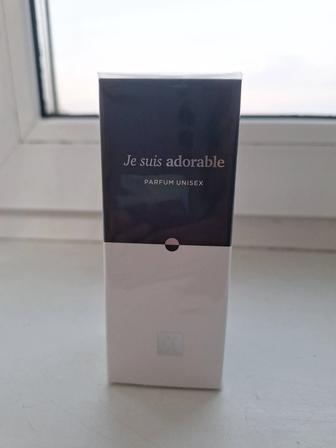 Je suis adorable
PARFUM UNISEX